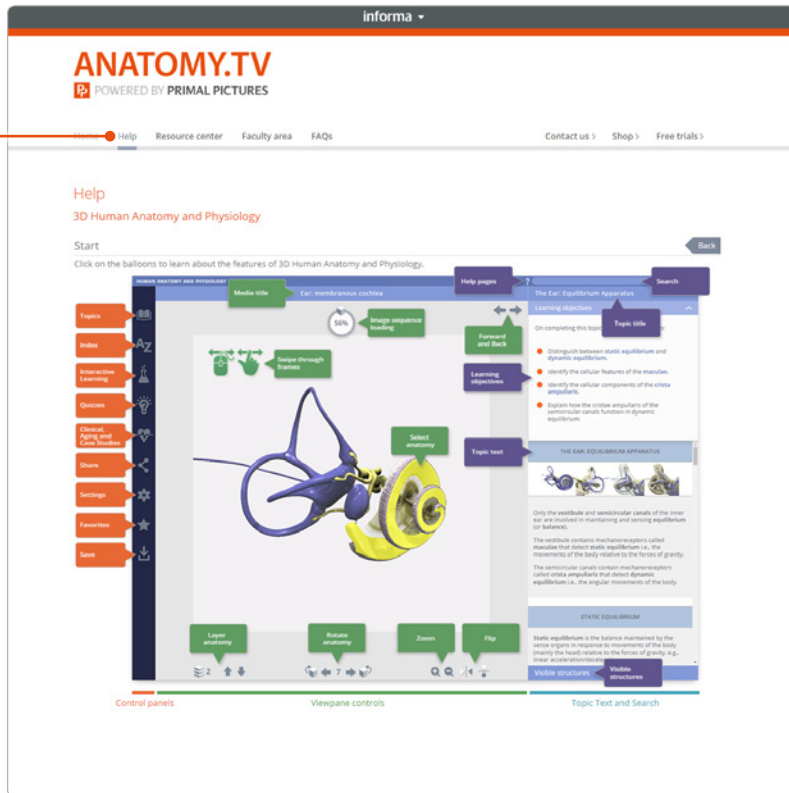 informa
ANATOMY.TV
POWERED BY PRIMAL PICTURES
Home
Help
Resource center
Faculty area
FAQs
Contact us >
Shop >
Free trials >
Help
3D Human Anatomy and Physiology
Start
Back
Click on the balloons to learn about the features of 3D Human Anatomy and Physiology.
HUMAN ANATOMY AND PHYSIOLOGY
Media title
Ear: membranous cochlea
Help pages
?
Search
The Ear: Equilibrium Apparatus
Topic title
Topics
Index
AZ
Interactive
Learning
Quizzes
Clinical,
Aging and
Case Studies
Share
Settings
Favorites
Save
56%
Image sequence
loading
Forward
and Back
Swipe through
frames
Select
anatomy
Layer
anatomy
2
Rotate
anatomy
7
Zoom
Flip
Learning objectives
On completing this topic
Learning
objectives
Distinguish between static equilibrium and
dynamic equilibrium.
Identify the cellular features of the maculae.
Identify the cellular components of the crista
ampullaris.
Explain how the cristae ampullaris of the
semicircular canals function in dynamic
equilibrium.
Topic text
THE EAR: EQUILIBRIUM APPARATUS
Only the vestibule and semicircular canals of the inner
ear are involved in maintaining and sensing equilibrium
(or balance).
The vestibule contains mechanoreceptors called
maculae that detect static equilibrium i.e., the
movements of the body relative to the forces of gravity.
The semicircular canals contain mechanoreceptors
called crista ampullaris that detect dynamic
equilibrium i.e., the angular movements of the body.
STATIC EQUILIBRIUM
Static equilibrium is the balance maintained by the
sense organs in response to movements of the body
(mainly the head) relative to the forces of gravity, e.g.,
Visible structures
Visible
structures
Control panels
Viewpane controls
Topic Text and Search